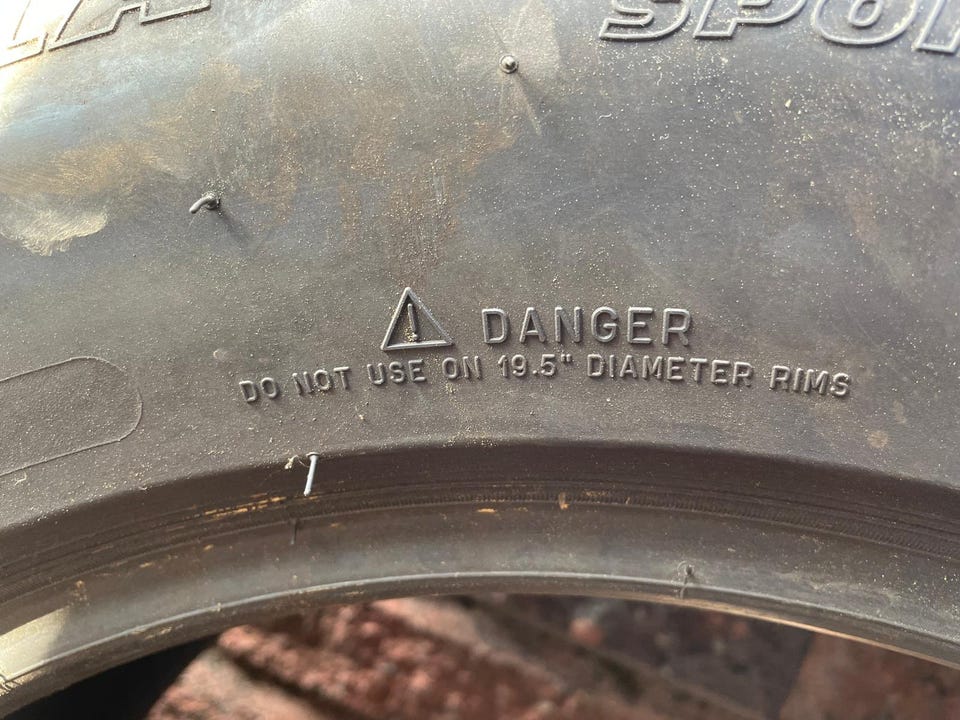 DANGER
DO NOT USE ON 19.5" DIAMETER RIMS